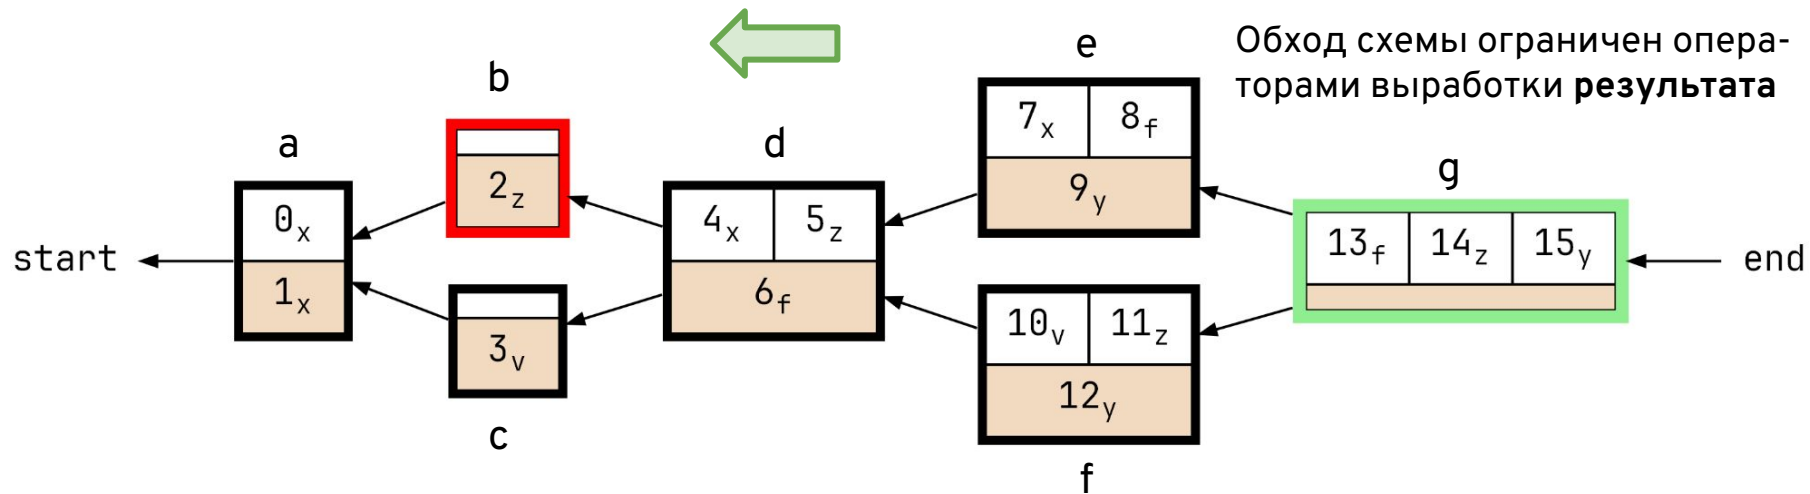 Обход схемы ограничен опера-
торами выработки результата
start
a
0x
1x
b
2z
c
3v
d
4x 5z
6f
e
7x 8f
9y
f
10v 11z
12y
g
13f 14z 15y
end